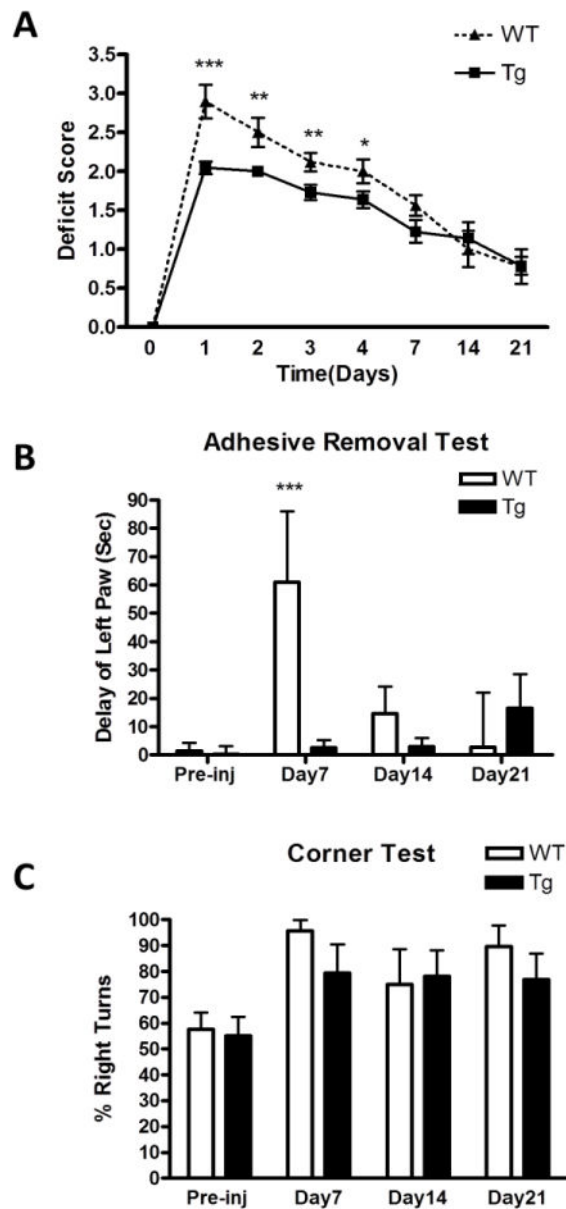 A
WT
Tg
***
**
**
*
3.5
3.0
2.5
2.0
1.5
1.0
0.5
0.0
Deficit Score
0 1 2 3 4 7 14 21
Time(Days)
B
Adhesive Removal Test
WT
Tg
***
90
80
70
60
50
40
30
20
10
0
Delay of Left Paw (Sec)
Pre-inj Day7 Day14 Day21
C
Corner Test
WT
Tg
100
90
80
70
60
50
40
30
20
10
0
% Right Turns
Pre-inj Day7 Day14 Day21